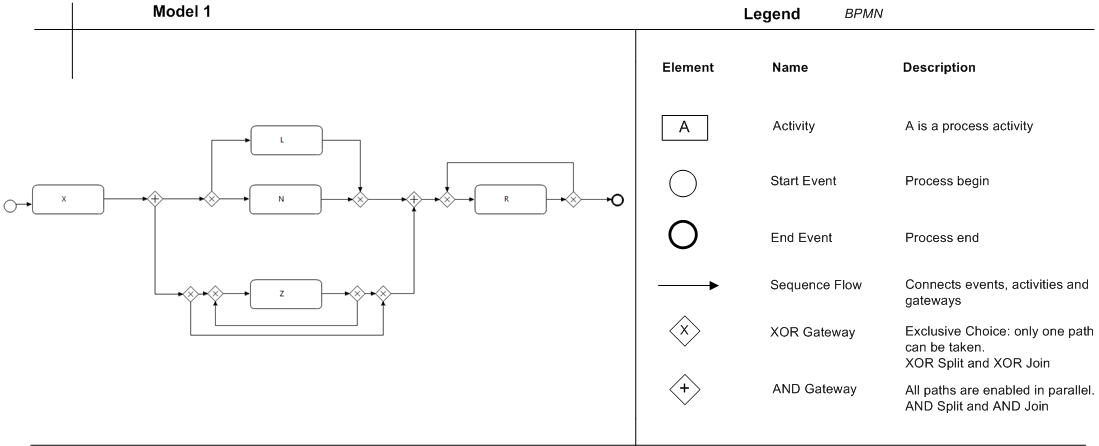 Model 1
Legend BPMN
Element Name Description
A Activity A is a process activity
Start Event Process begin
End Event Process end
Sequence Flow Connects events, activities and
gateways
X XOR Gateway Exclusive Choice: only one path
can be taken.
XOR Split and XOR Join
+ AND Gateway All paths are enabled in parallel.
AND Split and AND Join
L
X
N
R
Z